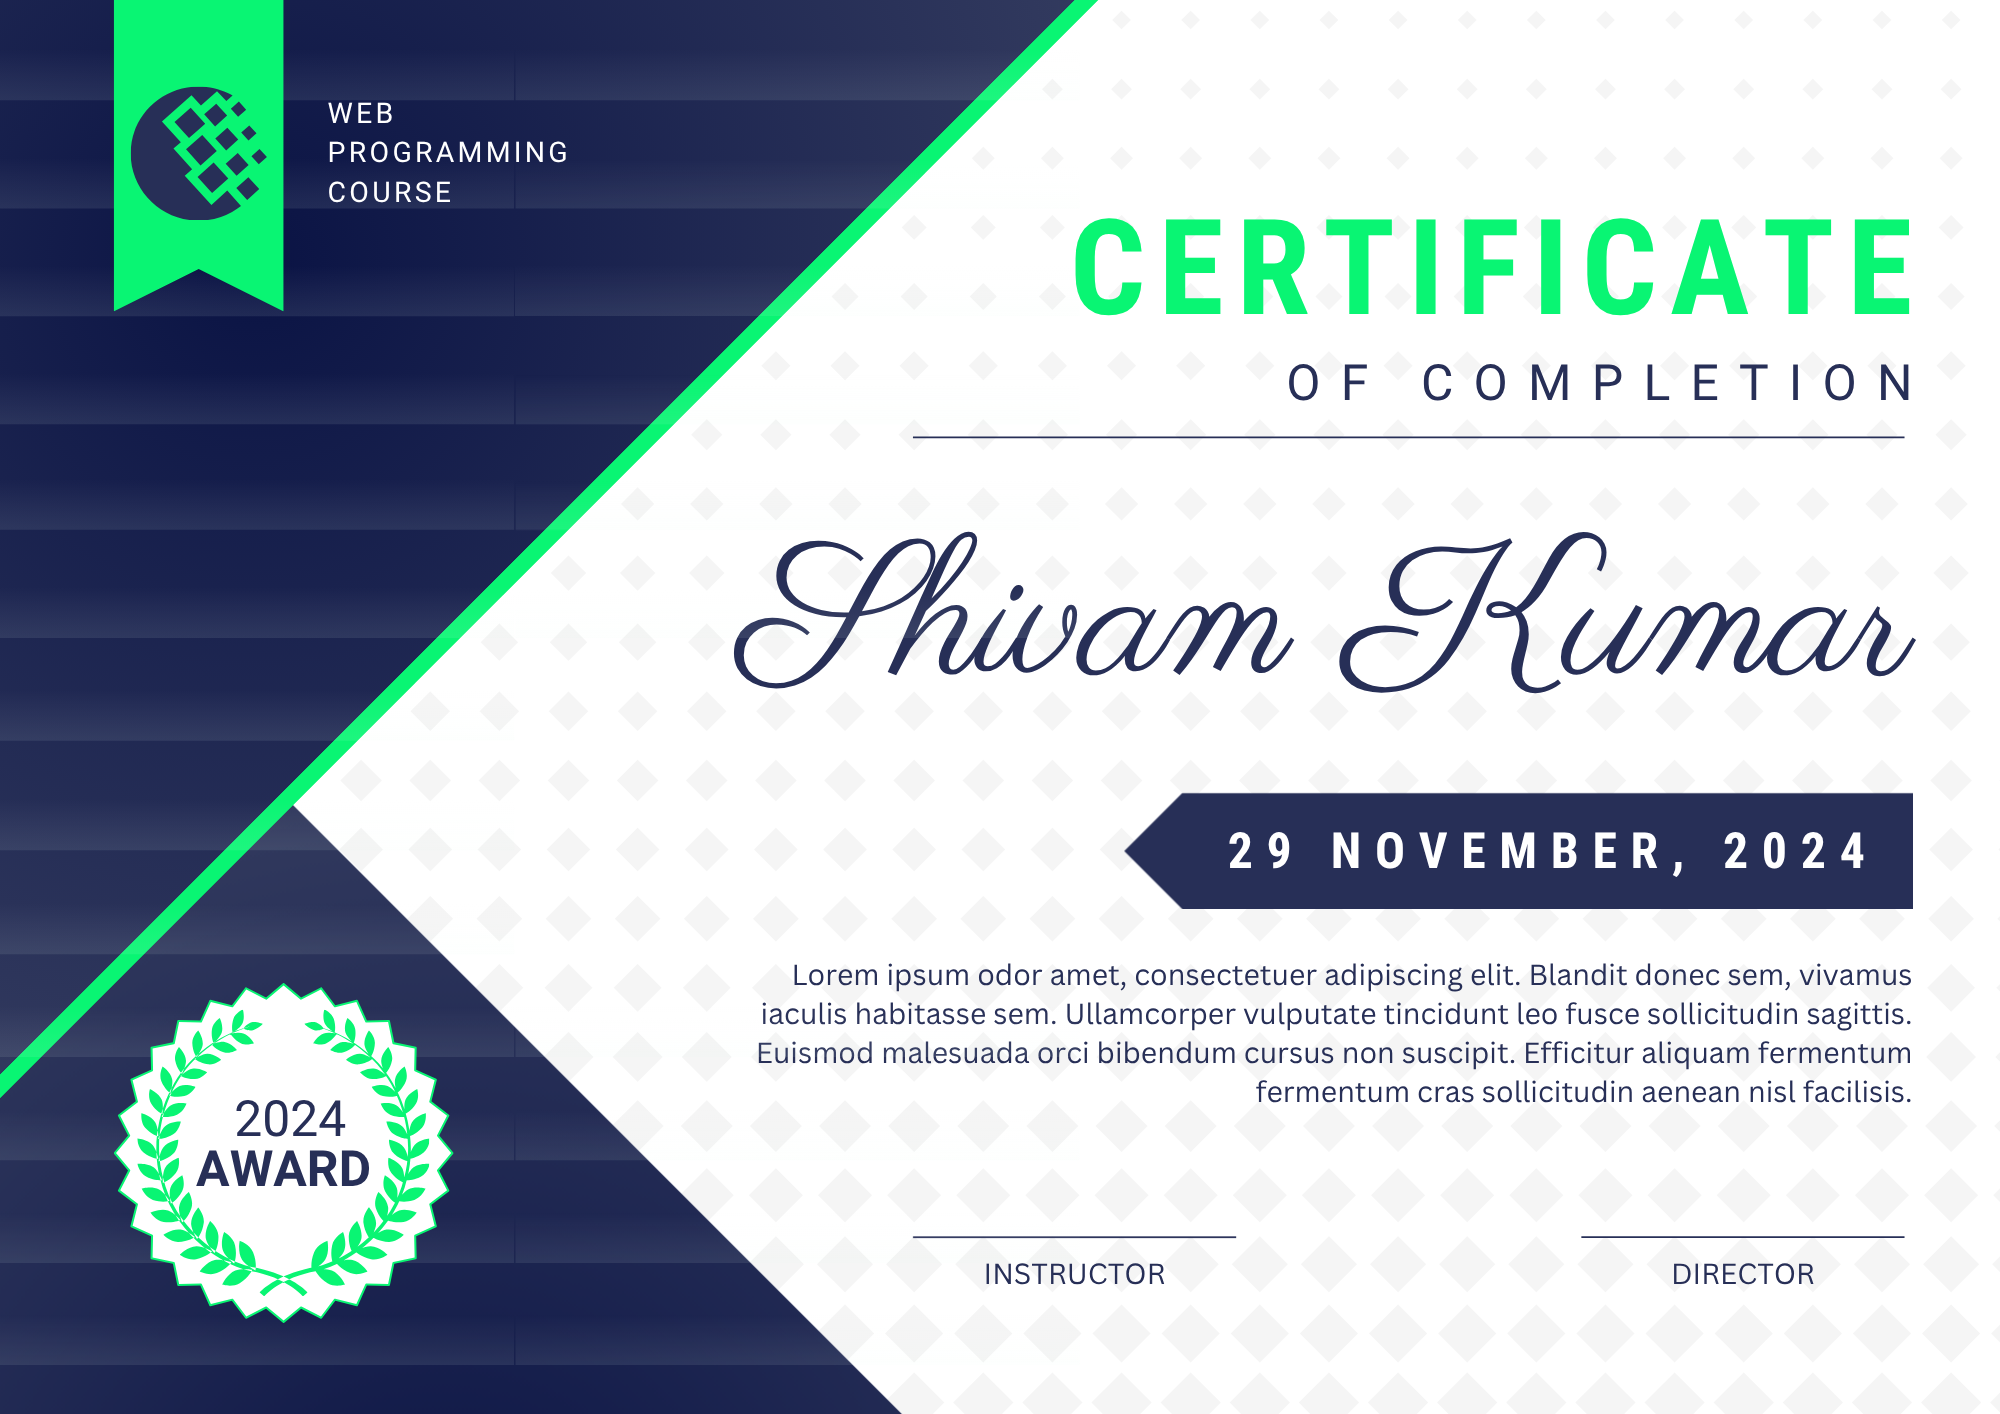 WEB
PROGRAMMING
COURSE
CERTIFICATE
OF COMPLETION
Shivam Kumar
29 NOVEMBER, 2024
Lorem ipsum odor amet, consectetuer adipiscing elit. Blandit donec sem, vivamus
iaculis habitasse sem. Ullamcorper vulputate tincidunt leo fusce sollicitudin sagittis.
Euismod malesuada orci bibendum cursus non suscipit. Efficitur aliquam fermentum
fermentum cras sollicitudin aenean nisl facilisis.
2024
AWARD
INSTRUCTOR
DIRECTOR